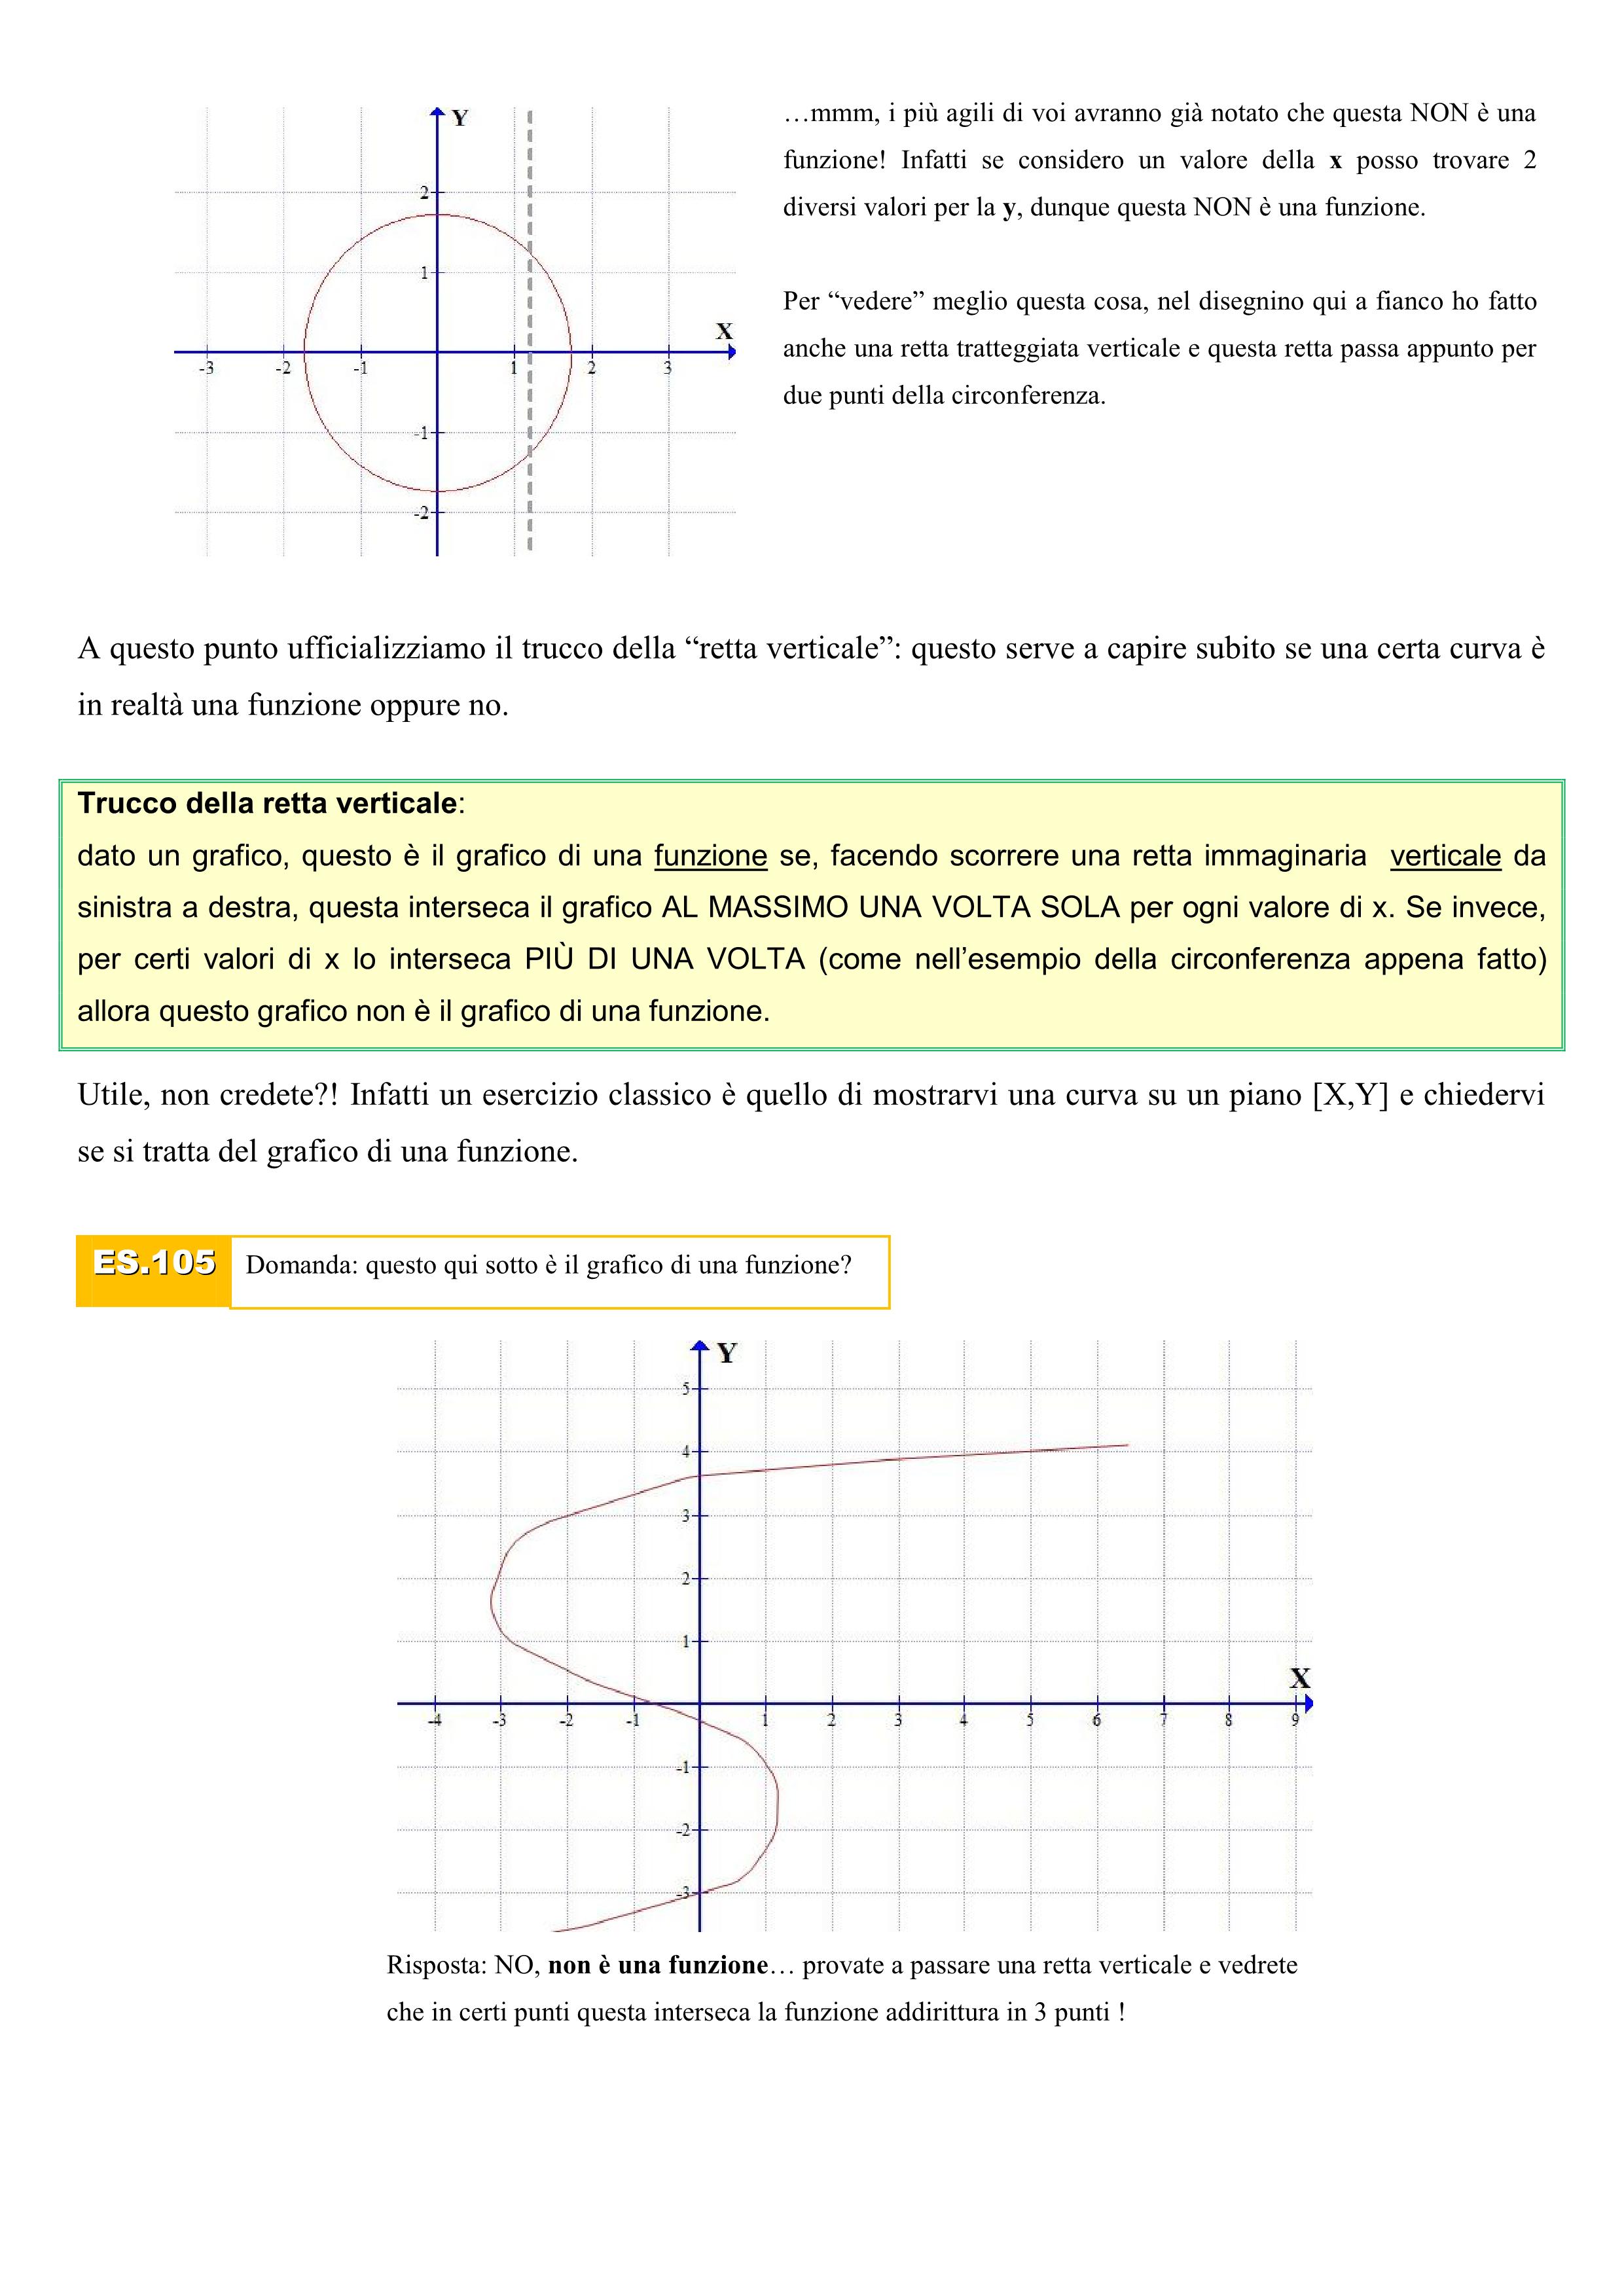 …mmm, i più agili di voi avranno già notato che questa NON è una
funzione! Infatti se considero un valore della x posso trovare 2
diversi valori per la y, dunque questa NON è una funzione.
Per “vedere” meglio questa cosa, nel disegnino qui a fianco ho fatto
anche una retta tratteggiata verticale e questa retta passa appunto per
due punti della circonferenza.
Y
2
1
X
-3 -2 -1 1 2 3
-1
-2
A questo punto ufficializziamo il trucco della “retta verticale”: questo serve a capire subito se una certa curva è
in realtà una funzione oppure no.
Trucco della retta verticale:
dato un grafico, questo è il grafico di una funzione se, facendo scorrere una retta immaginaria verticale da
sinistra a destra, questa interseca il grafico AL MASSIMO UNA VOLTA SOLA per ogni valore di x. Se invece,
per certi valori di x lo interseca PIÙ DI UNA VOLTA (come nell’esempio della circonferenza appena fatto)
allora questo grafico non è il grafico di una funzione.
Utile, non credete?! Infatti un esercizio classico è quello di mostrarvi una curva su un piano [X,Y] e chiedervi
se si tratta del grafico di una funzione.
ES.105 Domanda: questo qui sotto è il grafico di una funzione?
Y
5
4
3
2
1
X
-4 -3 -2 -1 1 2 3 4 5 6 7 8 9
-1
-2
-3
Risposta: NO, non è una funzione… provate a passare una retta verticale e vedrete
che in certi punti questa interseca la funzione addirittura in 3 punti !